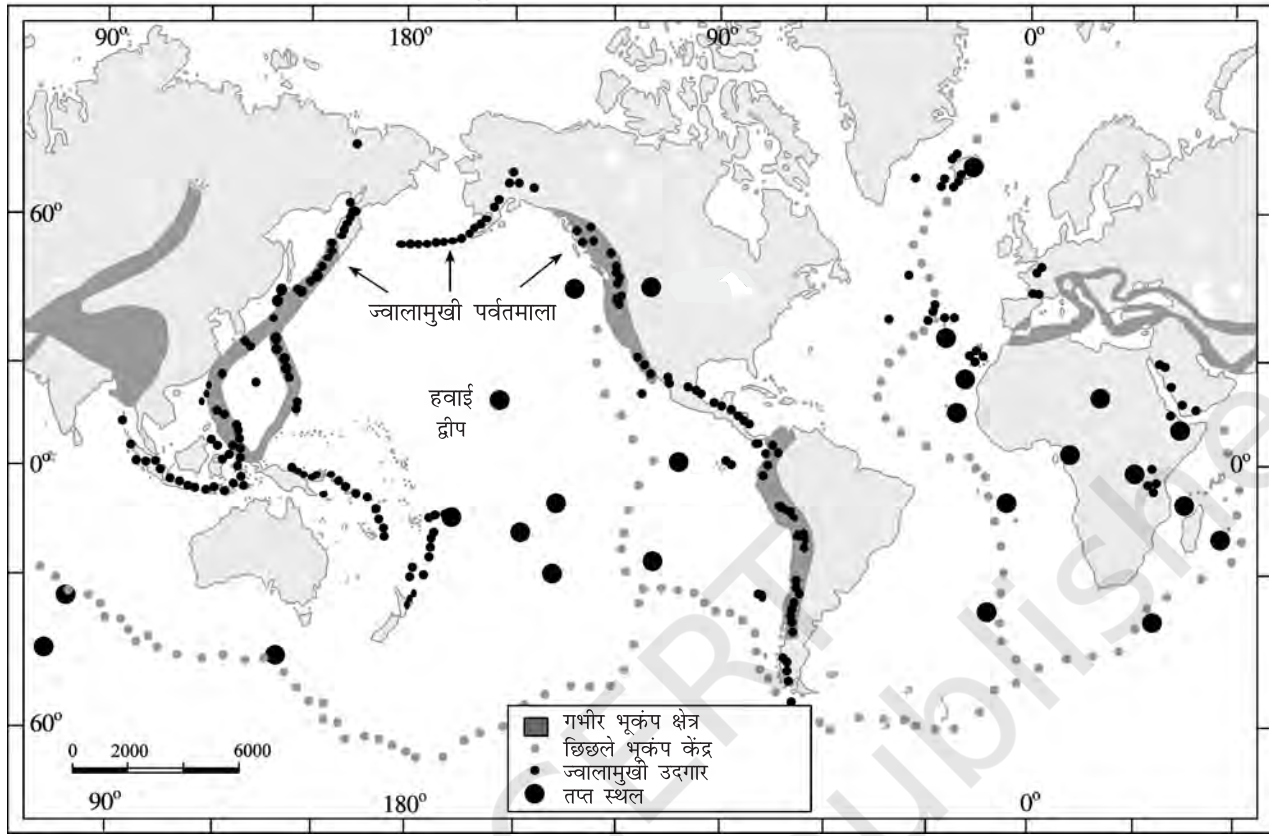 90º 180º 90º 0º
60º
ज्वालामुखी पर्वतमाला
हवाई
द्वीप
0º 0º
60º
गभीर भूकंप क्षेत्र
छिछले भूकंप केंद्र
ज्वालामुखी उदगार
तप्त स्थल
0 2000 6000
90º 180º 0º